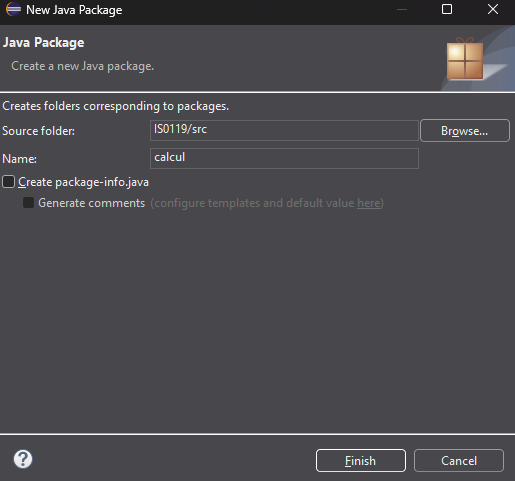 New Java Package
Java Package
Create a new Java package.
Creates folders corresponding to packages.
Source folder: IS0119/src Browse...
Name: calcul
Create package-info.java
Generate comments (configure templates and default value here)
? Finish Cancel